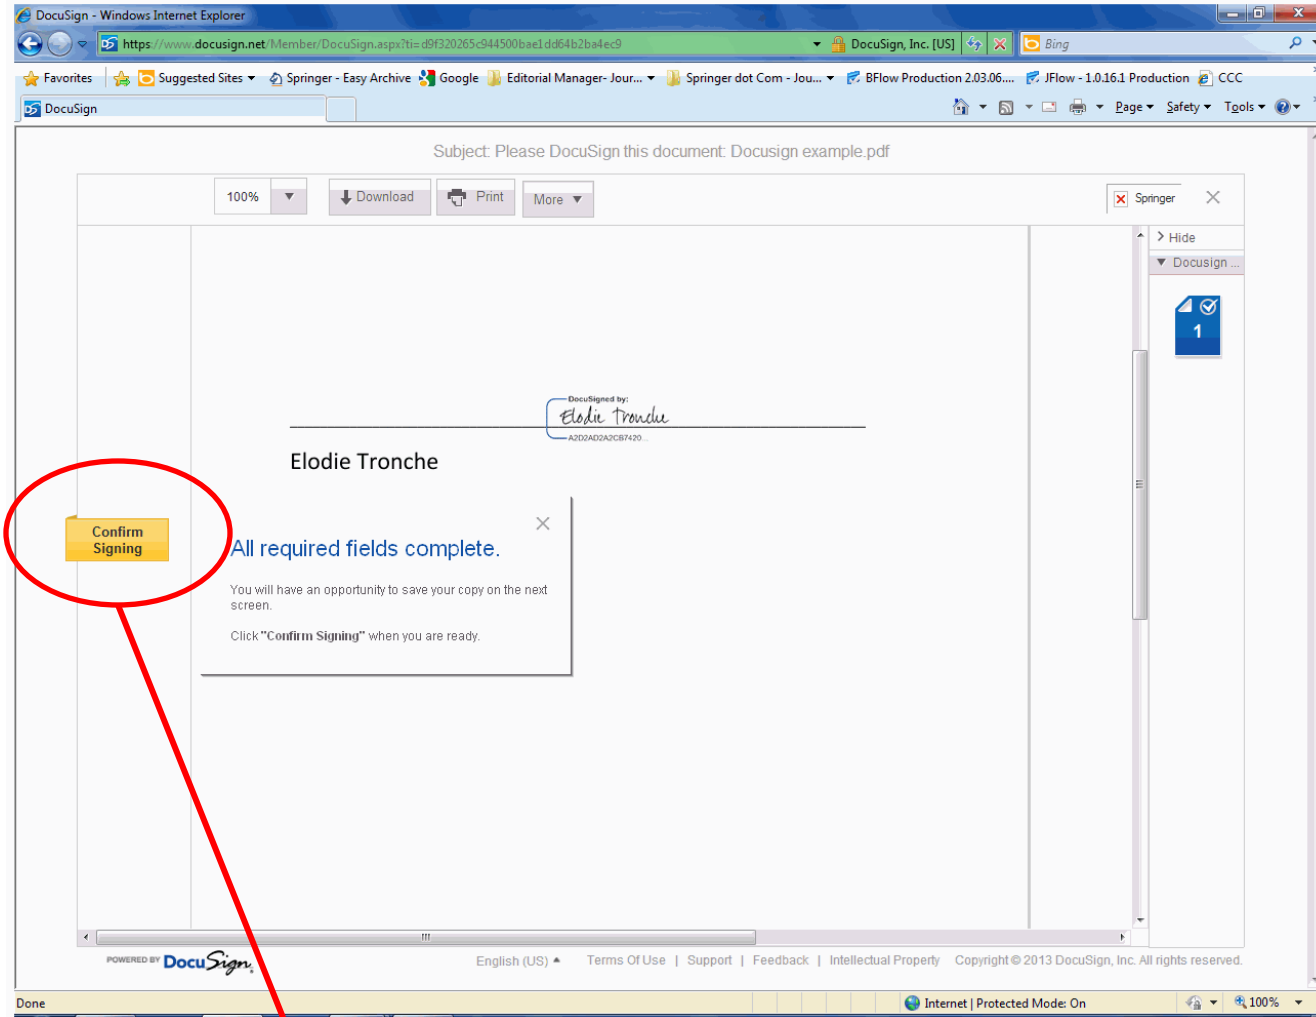 DocuSign - Windows Internet Explorer
https://www.docusign.net/Member/DocuSign.aspx?ti=d9f320265c944500bae1dd64b2ba4ec9
DocuSign, Inc. [US]
Bing
Favorites
Suggested Sites
Springer - Easy Archive
Google
Editorial Manager- Jour...
Springer dot Com - Jou...
BFlow Production 2.03.06....
JFlow - 1.0.16.1 Production
CCC
DocuSign
Page
Safety
Tools
Subject: Please DocuSign this document: Docusign example.pdf
100%
Download
Print
More
Springer
Hide
Docusign ...
1
DocuSigned by:
Elodie Tronche
A2D2AD2A2CB7420...
Elodie Tronche
Confirm
Signing
All required fields complete.
You will have an opportunity to save your copy on the next
screen.
Click "Confirm Signing" when you are ready.
POWERED BY DocuSign
English (US)
Terms Of Use | Support | Feedback | Intellectual Property
Copyright © 2013 DocuSign, Inc. All rights reserved.
Done
Internet | Protected Mode: On
100%